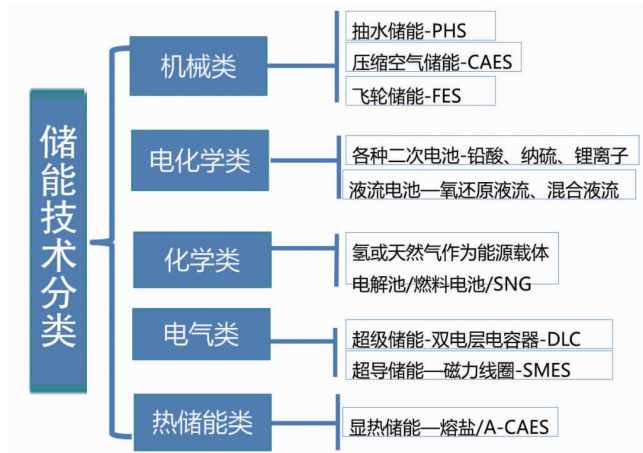 储能技术分类
机械类
抽水储能-PHS
压缩空气储能-CAES
飞轮储能-FES
电化学类
各种二次电池-铅酸、纳硫、锂离子
液流电池—氧还原液流、混合液流
化学类
氢或天然气作为能源载体
电解池/燃料电池/SNG
电气类
超级储能-双电层电容器-DLC
超导储能—磁力线圈-SMES
热储能类
显热储能—熔盐/A-CAES